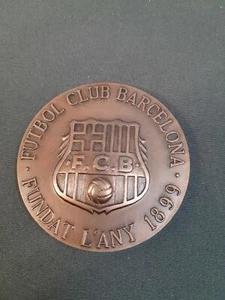 · FUTBOL CLUB BARCELONA ·
F.C.B.
FUNDAT L'ANY 1899